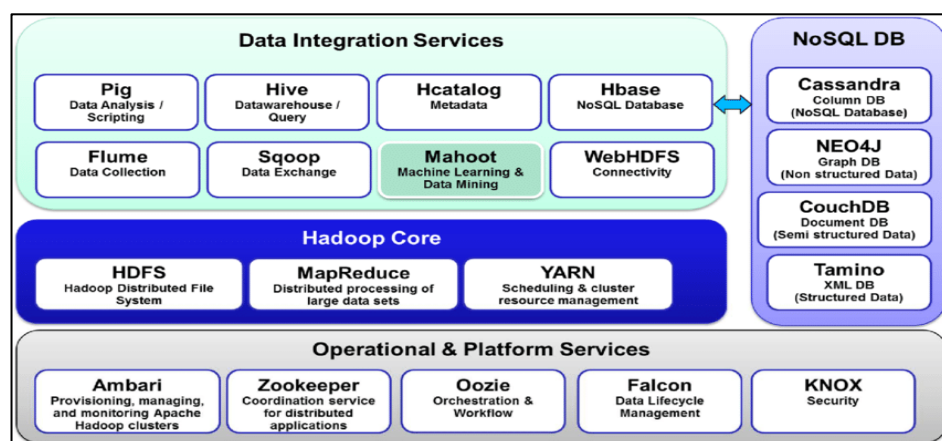 Data Integration Services
Pig
Data Analysis /
Scripting
Hive
Datawarehouse /
Query
Hcatalog
Metadata
Hbase
NoSQL Database
Flume
Data Collection
Sqoop
Data Exchange
Mahoot
Machine Learning &
Data Mining
WebHDFS
Connectivity
NoSQL DB
Cassandra
Column DB
(NoSQL Database)
NEO4J
Graph DB
(Non structured Data)
CouchDB
Document DB
(Semi structured Data)
Tamino
XML DB
(Structured Data)
Hadoop Core
HDFS
Hadoop Distributed File
System
MapReduce
Distributed processing of
large data sets
YARN
Scheduling & cluster
resource management
Operational & Platform Services
Ambari
Provisioning, managing,
and monitoring Apache
Hadoop clusters
Zookeeper
Coordination service
for distributed
applications
Oozie
Orchestration &
Workflow
Falcon
Data Lifecycle
Management
KNOX
Security